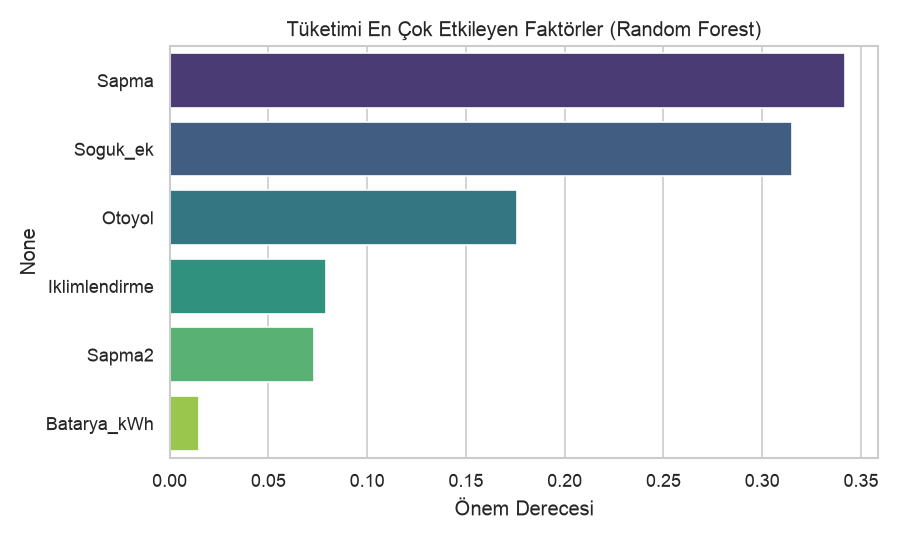 Tüketimi En Çok Etkileyen Faktörler (Random Forest)
Sapma
Soguk_ek
Otoyol
Iklimlendirme
Sapma2
Batarya_kWh
None
0.00 0.05 0.10 0.15 0.20 0.25 0.30 0.35
Önem Derecesi